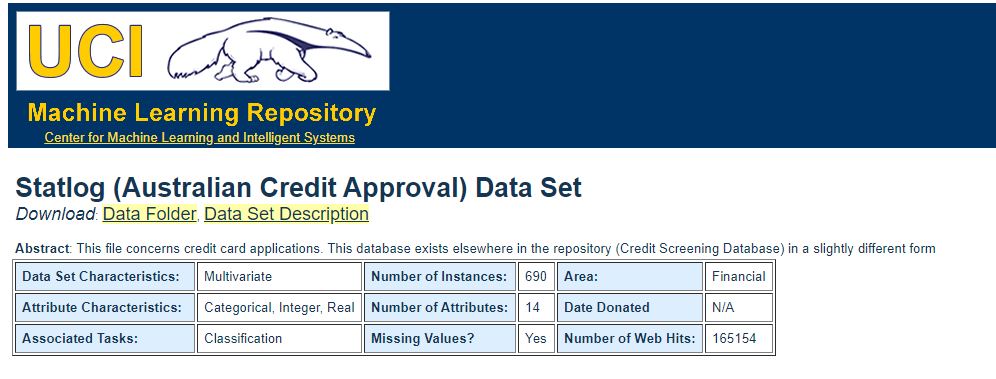 UCI
Machine Learning Repository
Center for Machine Learning and Intelligent Systems
Statlog (Australian Credit Approval) Data Set
Download: Data Folder, Data Set Description
Abstract: This file concerns credit card applications. This database exists elsewhere in the repository (Credit Screening Database) in a slightly different form
Data Set Characteristics: Multivariate Number of Instances: 690 Area: Financial
Attribute Characteristics: Categorical, Integer, Real Number of Attributes: 14 Date Donated N/A
Associated Tasks: Classification Missing Values? Yes Number of Web Hits: 165154